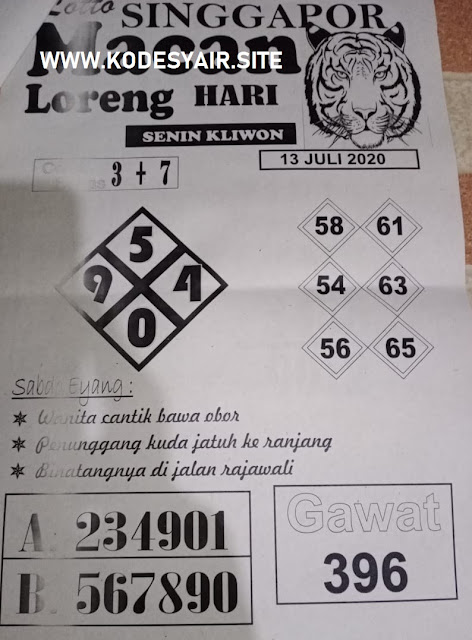 Lotto SINGGAPOR
WWW.KODESYAIR.SITE
Macan
Loreng HARI
SENIN KLIWON
13 JULI 2020
3 + 7
5
9 4
0
58 61
54 63
56 65
Sabda Eyang :
Wanita cantik bawa obor
Penunggang kuda jatuh ke ranjang
Binatangnya di jalan rajawali
A. 234901
B. 567890
Gawat
396